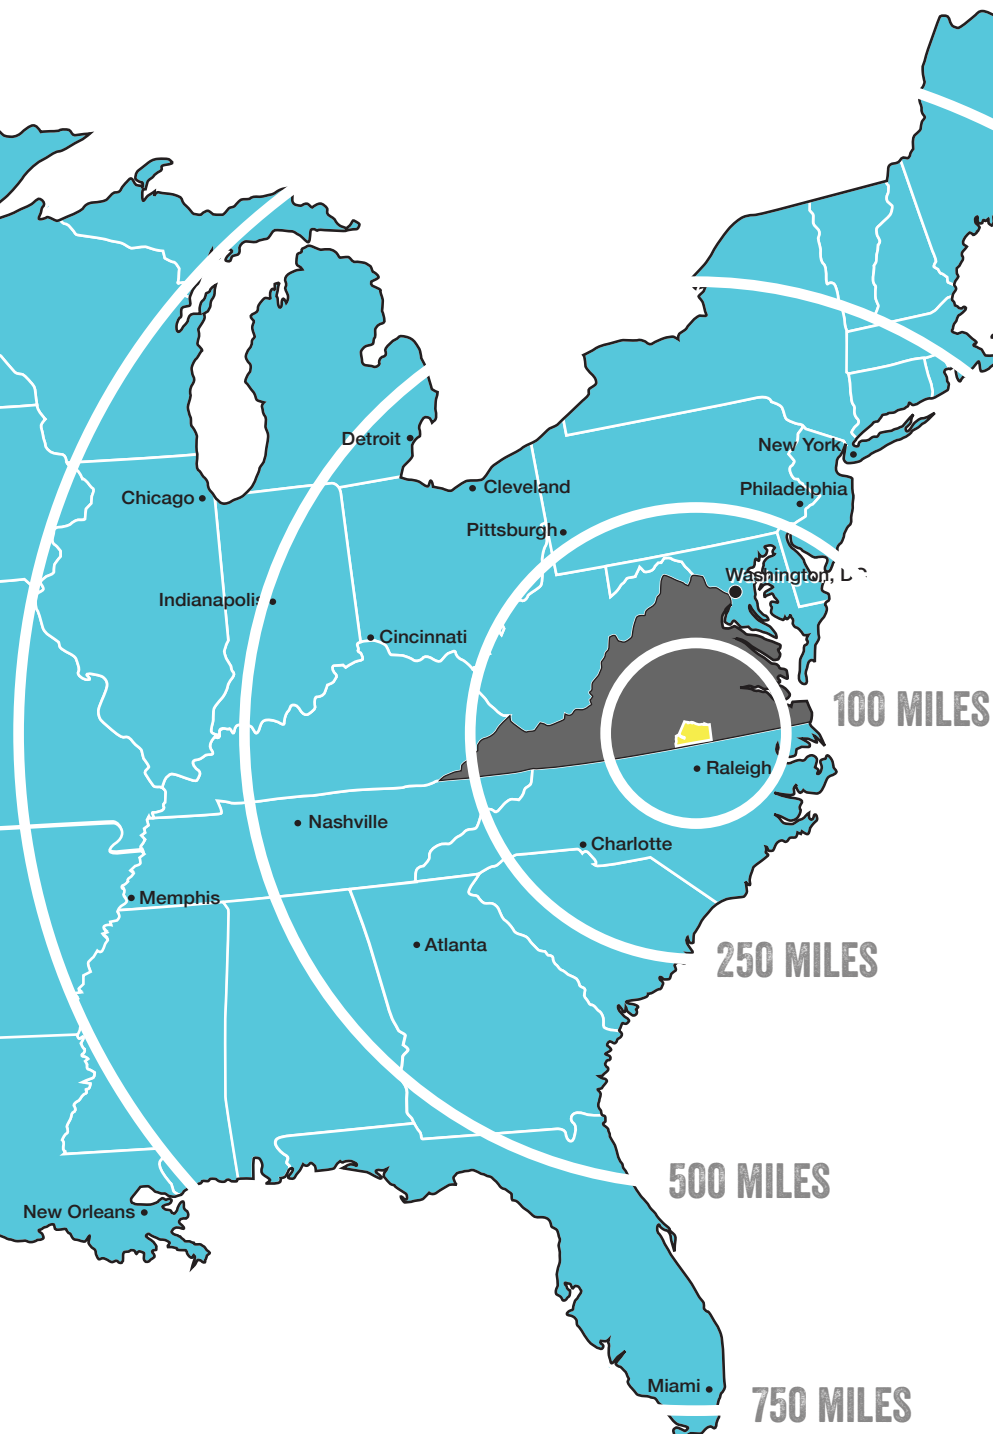 Detroit
New York
Chicago
Cleveland
Philadelphia
Pittsburgh
Washington,
Indianapolis
Cincinnati
100 MILES
Raleigh
Nashville
Charlotte
Memphis
Atlanta
250 MILES
500 MILES
New Orleans
Miami
750 MILES